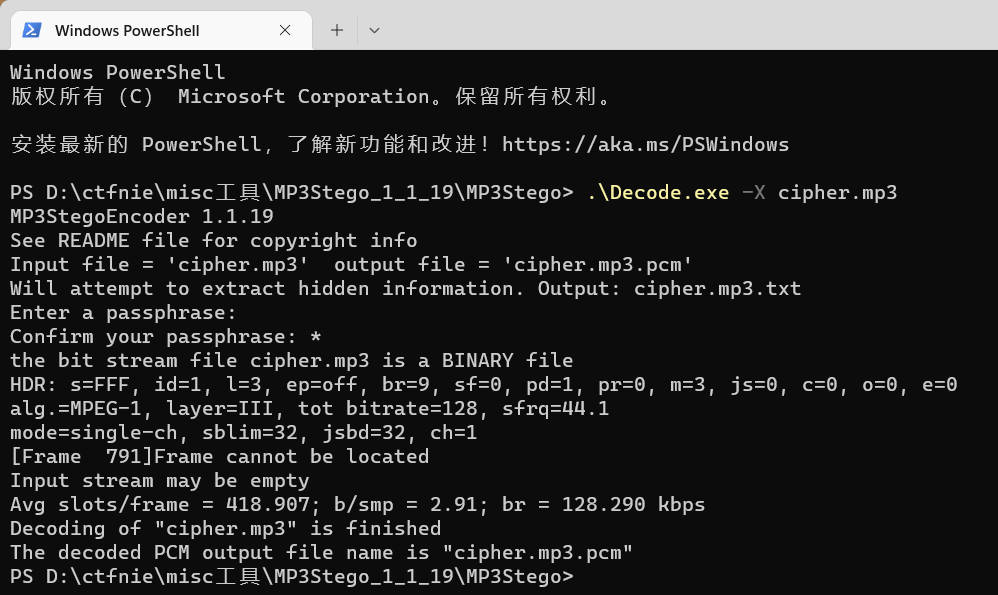 Windows PowerShell
Windows PowerShell
版权所有 (C) Microsoft Corporation。保留所有权利。
安装最新的 PowerShell，了解新功能和改进！https://aka.ms/PSWindows
PS D:\ctfnie\misc工具\MP3Stego_1_1_19\MP3Stego> .\Decode.exe -X cipher.mp3
MP3StegoEncoder 1.1.19
See README file for copyright info
Input file = 'cipher.mp3'  output file = 'cipher.mp3.pcm'
Will attempt to extract hidden information. Output: cipher.mp3.txt
Enter a passphrase:
Confirm your passphrase: *
the bit stream file cipher.mp3 is a BINARY file
HDR: s=FFF, id=1, l=3, ep=off, br=9, sf=0, pd=1, pr=0, m=3, js=0, c=0, o=0, e=0
alg.=MPEG-1, layer=III, tot bitrate=128, sfrq=44.1
mode=single-ch, sblim=32, jsbd=32, ch=1
[Frame  791]Frame cannot be located
Input stream may be empty
Avg slots/frame = 418.907; b/smp = 2.91; br = 128.290 kbps
Decoding of "cipher.mp3" is finished
The decoded PCM output file name is "cipher.mp3.pcm"
PS D:\ctfnie\misc工具\MP3Stego_1_1_19\MP3Stego>